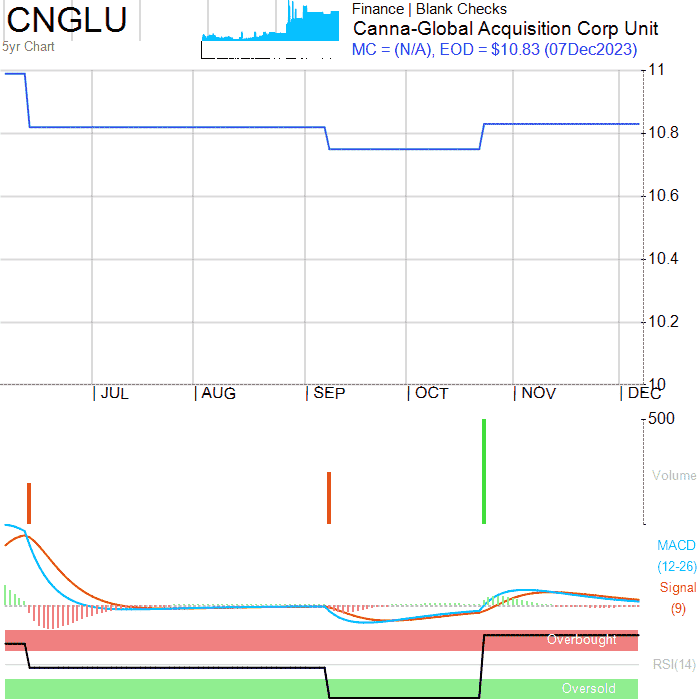 CNGLU
5yr Chart
Finance | Blank Checks
Canna-Global Acquisition Corp Unit
MC = (N/A), EOD = $10.83 (07Dec2023)
11
10.8
10.6
10.4
10.2
10
| JUL | AUG | SEP | OCT | NOV | DEC
500
Volume
MACD
(12-26)
Signal
(9)
Overbought
RSI(14)
Oversold